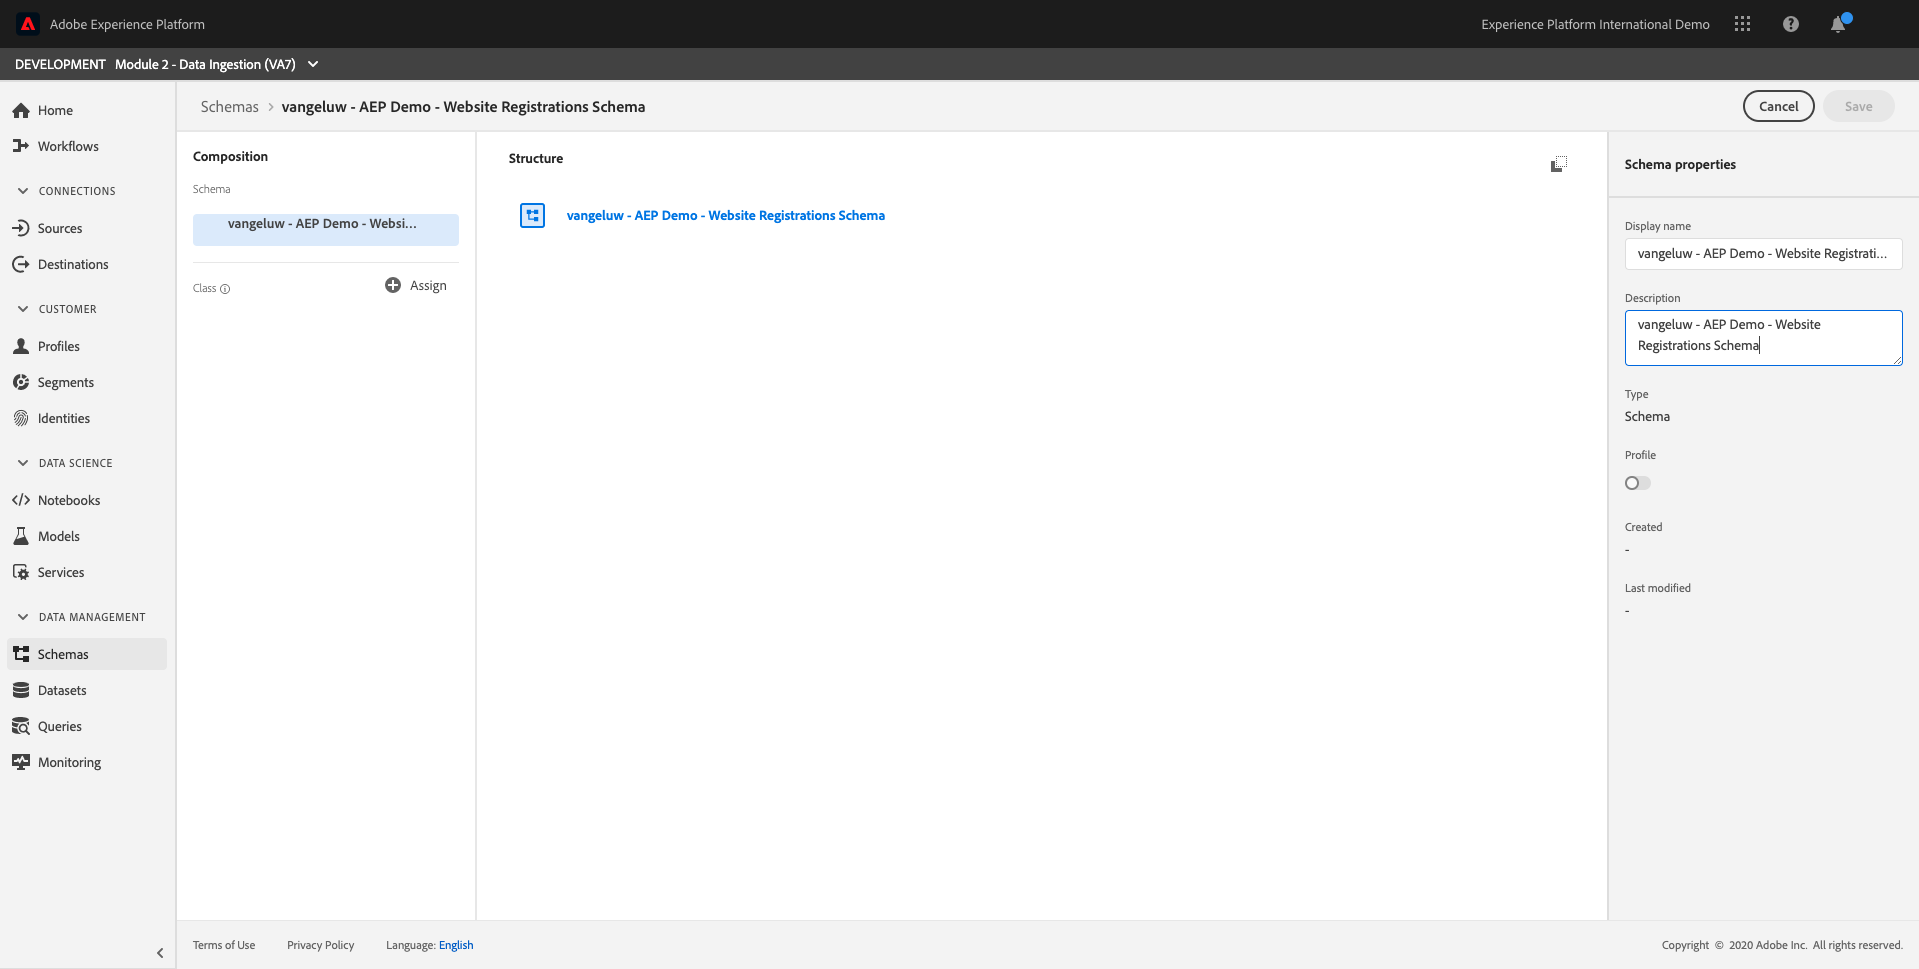 Adobe Experience Platform
Experience Platform International Demo
DEVELOPMENT Module 2 - Data Ingestion (VA7)
Home
Workflows
CONNECTIONS
Sources
Destinations
CUSTOMER
Profiles
Segments
Identities
DATA SCIENCE
Notebooks
Models
Services
DATA MANAGEMENT
Schemas
Datasets
Queries
Monitoring
Schemas > vangeluw - AEP Demo - Website Registrations Schema
Cancel
Save
Composition
Schema
vangeluw - AEP Demo - Websi...
Class
Assign
Structure
vangeluw - AEP Demo - Website Registrations Schema
Schema properties
Display name
vangeluw - AEP Demo - Website Registrati...
Description
vangeluw - AEP Demo - Website
Registrations Schema
Type
Schema
Profile
Created
-
Last modified
-
Terms of Use
Privacy Policy
Language: English
Copyright © 2020 Adobe Inc. All rights reserved.